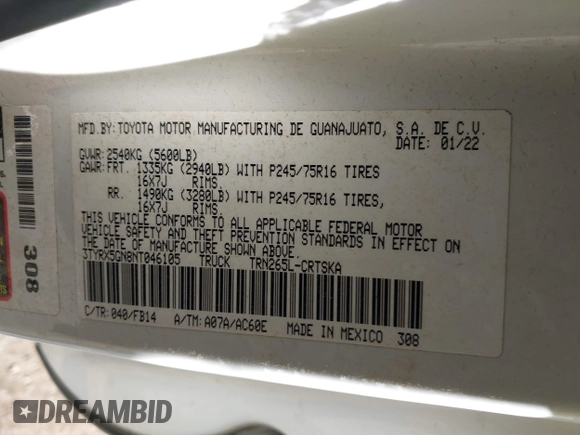 MFD.BY:TOYOTA MOTOR MANUFACTURING DE GUANAJUATO, S.A. DE C.V.
DATE: 01/22
GVWR:2540KG (5600LB)
GAWR:FRT. 1335KG (2940LB) WITH P245/75R16 TIRES
16X7J RIMS,
RR. 1490KG (3280LB) WITH P245/75R16 TIRES,
16X7J RIMS.
THIS VEHICLE CONFORMS TO ALL APPLICABLE FEDERAL MOTOR
VEHICLE SAFETY AND THEFT PREVENTION STANDARDS IN EFFECT ON
THE DATE OF MANUFACTURE SHOWN ABOVE.
3TYRX5GN8NT046105 TRUCK TRN265L-CRTSKA
C/TR:040/FB14 A/TM:A07A/AC60E MADE IN MEXICO 308
308
DREAMBID